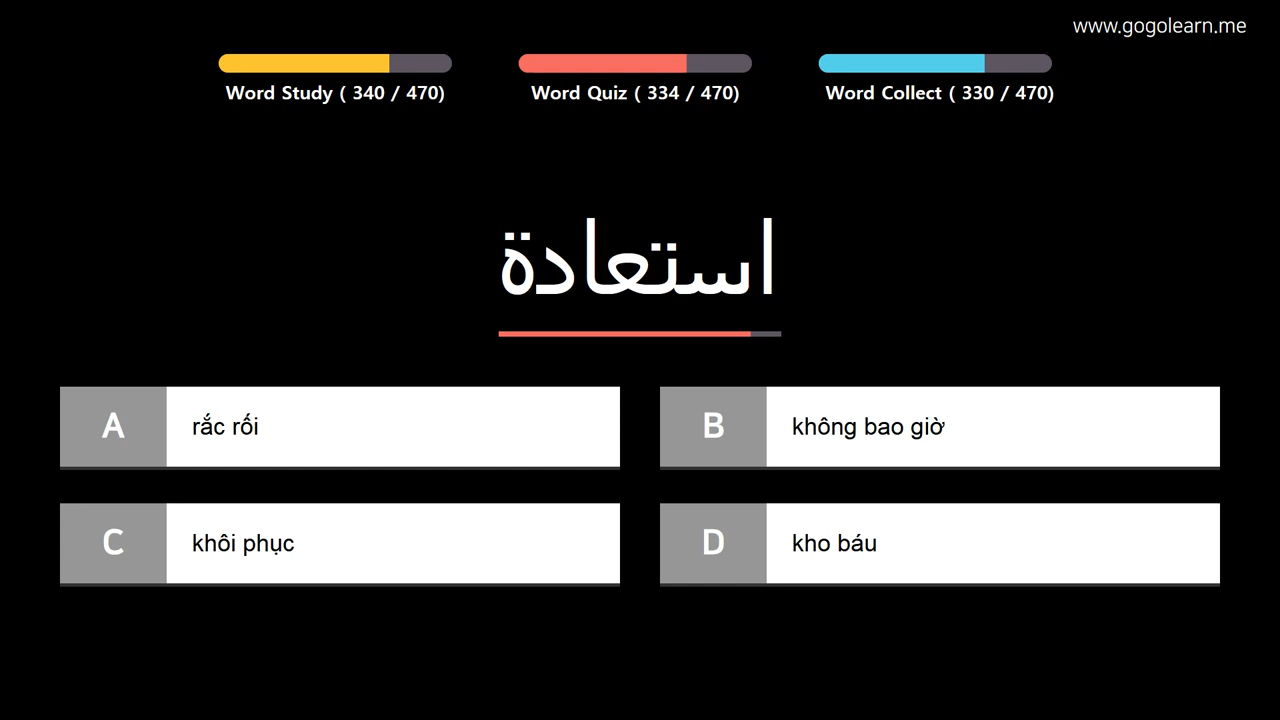 www.gogolearn.me
Word Study ( 340 / 470)
Word Quiz ( 334 / 470)
Word Collect ( 330 / 470)
استعادة
A rắc rối
B không bao giờ
C khôi phục
D kho báu